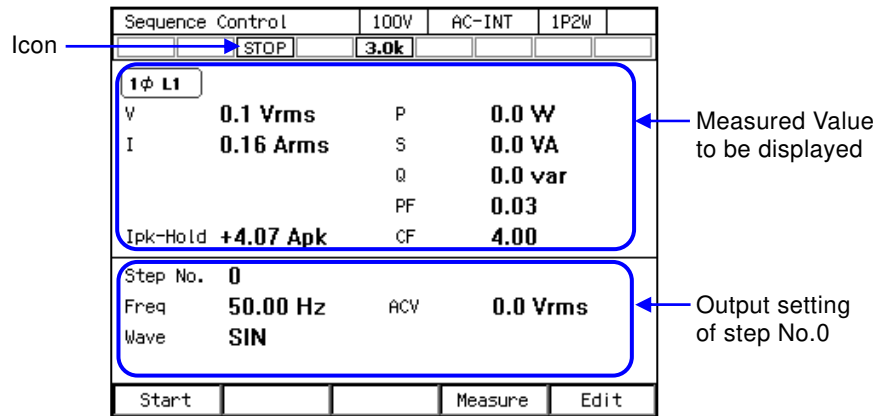 Sequence Control 100V AC-INT 1P2W
Icon
STOP 3.0k
1φ L1
V 0.1 Vrms P 0.0 W
I 0.16 Arms S 0.0 VA
Q 0.0 var
PF 0.03
Ipk-Hold +4.07 Apk CF 4.00
Measured Value
to be displayed
Step No. 0
Freq 50.00 Hz ACV 0.0 Vrms
Wave SIN
Output setting
of step No.0
Start Measure Edit